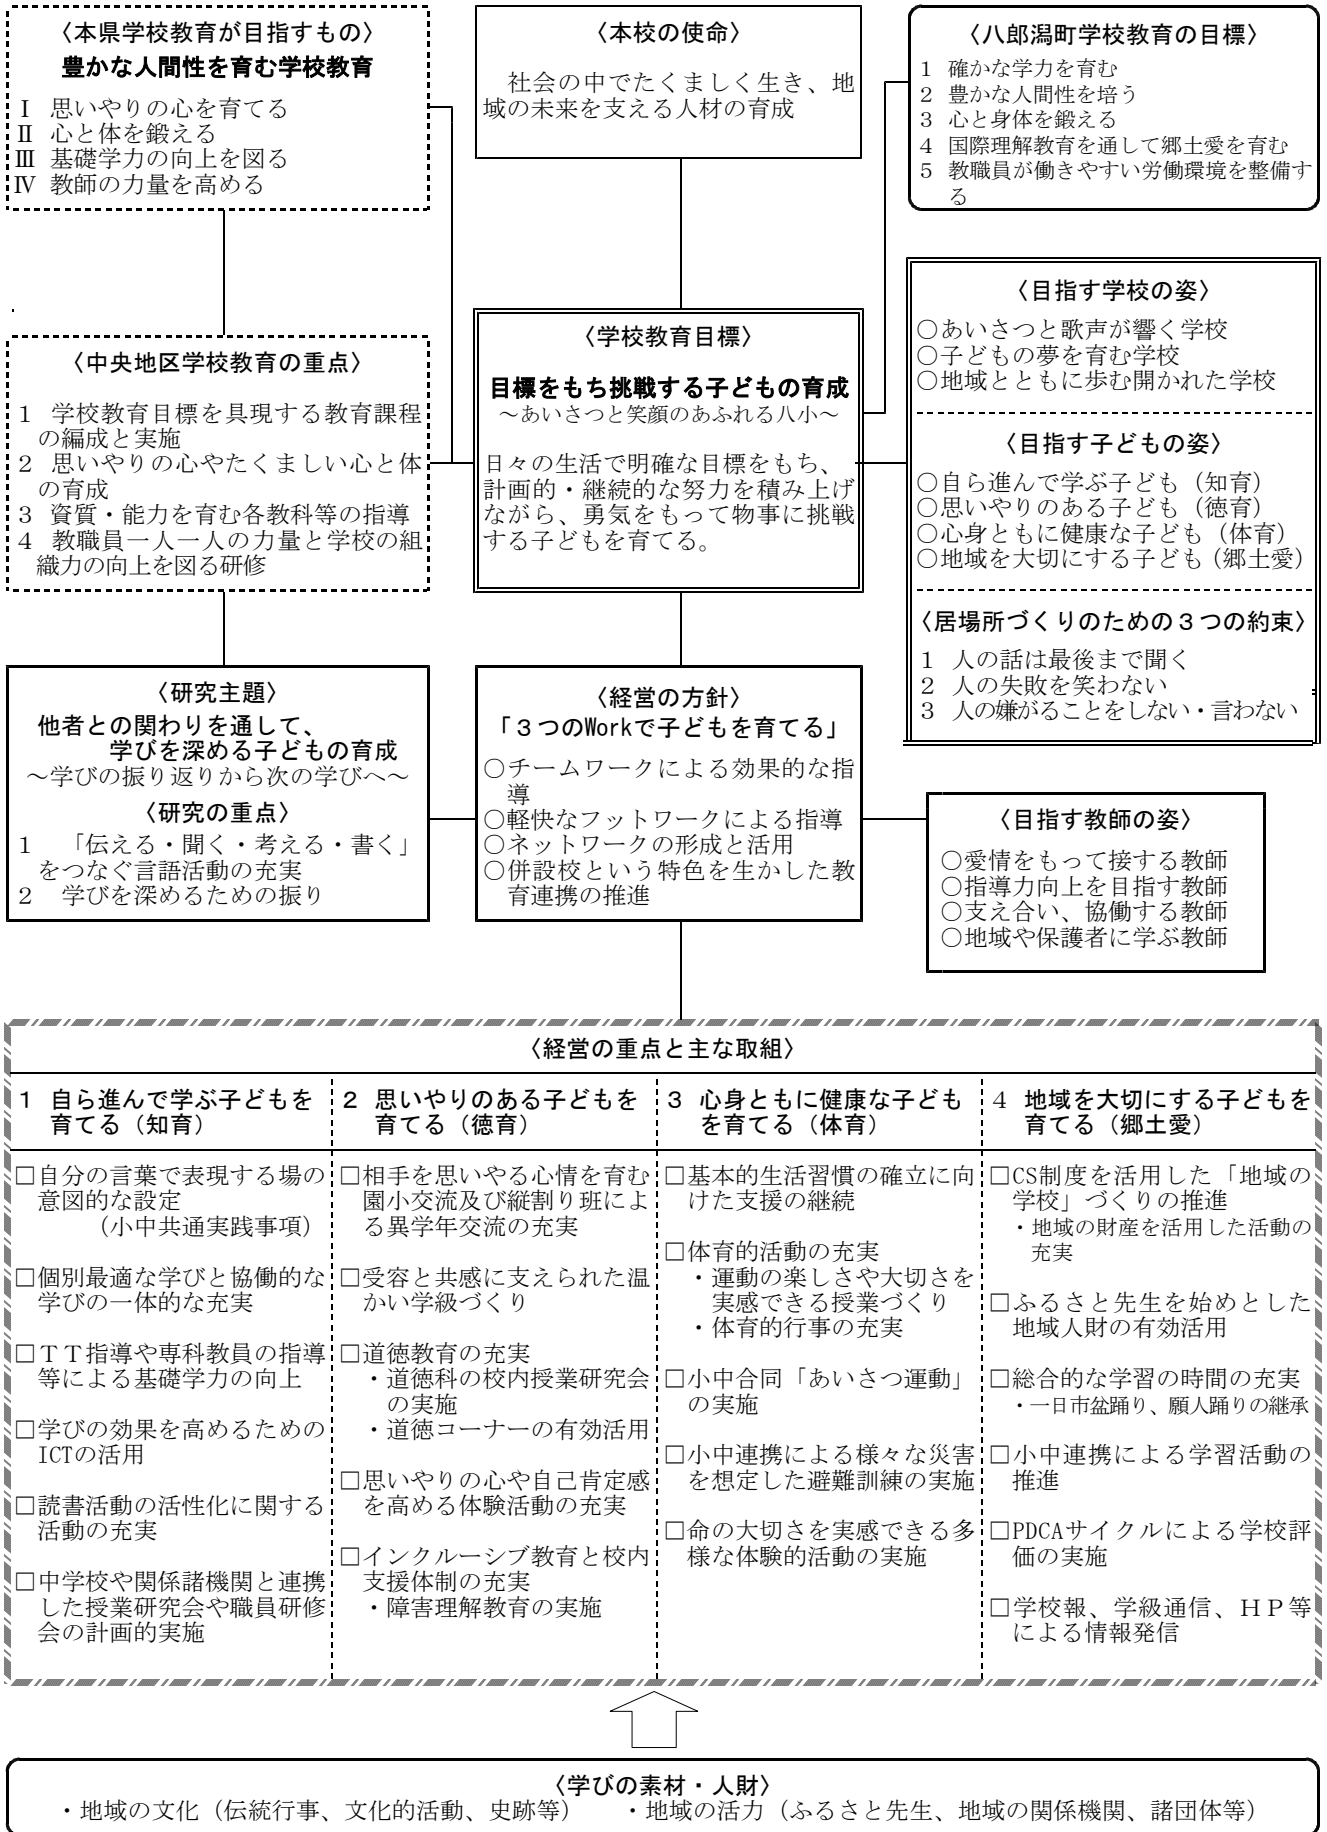 〈本県学校教育が目指すもの〉
豊かな人間性を育む学校教育
Ⅰ 思いやりの心を育てる
Ⅱ 心と体を鍛える
Ⅲ 基礎学力の向上を図る
Ⅳ 教師の力量を高める
〈本校の使命〉
社会の中でたくましく生き、地
域の未来を支える人材の育成
〈八郎潟町学校教育の目標〉
1 確かな学力を育む
2 豊かな人間性を培う
3 心と身体を鍛える
4 国際理解教育を通して郷土愛を育む
5 教職員が働きやすい労働環境を整備す
る
〈中央地区学校教育の重点〉
1 学校教育目標を具現する教育課程
の編成と実施
2 思いやりの心やたくましい心と体
の育成
3 資質・能力を育む各教科等の指導
4 教職員一人一人の力量と学校の組
織力の向上を図る研修
〈学校教育目標〉
目標をもち挑戦する子どもの育成
～あいさつと笑顔のあふれる八小～
日々の生活で明確な目標をもち、
計画的・継続的な努力を積み上げ
ながら、勇気をもって物事に挑戦
する子どもを育てる。
〈目指す学校の姿〉
○あいさつと歌声が響く学校
○子どもの夢を育む学校
○地域とともに歩む開かれた学校
〈目指す子どもの姿〉
○自ら進んで学ぶ子ども（知育）
○思いやりのある子ども（徳育）
○心身ともに健康な子ども（体育）
○地域を大切にする子ども（郷土愛）
〈居場所づくりのための３つの約束〉
1 人の話は最後まで聞く
2 人の失敗を笑わない
3 人の嫌がることをしない・言わない
〈研究主題〉
他者との関わりを通して、
学びを深める子どもの育成
～学びの振り返りから次の学びへ～
〈研究の重点〉
1 「伝える・聞く・考える・書く」
をつなぐ言語活動の充実
2 学びを深めるための振り
〈経営の方針〉
「３つのWorkで子どもを育てる」
○チームワークによる効果的な指
導
○軽快なフットワークによる指導
○ネットワークの形成と活用
○併設校という特色を生かした教
育連携の推進
〈目指す教師の姿〉
○愛情をもって接する教師
○指導力向上を目指す教師
○支え合い、協働する教師
○地域や保護者に学ぶ教師
〈経営の重点と主な取組〉
1 自ら進んで学ぶ子どもを
育てる（知育）
□自分の言葉で表現する場の
意図的な設定
（小中共通実践事項）
□個別最適な学びと協働的な
学びの一体的な充実
□ＴＴ指導や専科教員の指導
等による基礎学力の向上
□学びの効果を高めるための
ICTの活用
□読書活動の活性化に関する
活動の充実
□中学校や関係諸機関と連携
した授業研究会や職員研修
会の計画的実施
2 思いやりのある子どもを
育てる（徳育）
□相手を思いやる心情を育む
園小交流及び縦割り班によ
る異学年交流の充実
□受容と共感に支えられた温
かい学級づくり
□道徳教育の充実
・道徳科の校内授業研究会
の実施
・道徳コーナーの有効活用
□思いやりの心や自己肯定感
を高める体験活動の充実
□インクルーシブ教育と校内
支援体制の充実
・障害理解教育の実施
3 心身ともに健康な子ども
を育てる（体育）
□基本的生活習慣の確立に向
けた支援の継続
□体育的活動の充実
・運動の楽しさや大切さを
実感できる授業づくり
・体育的行事の充実
□小中合同「あいさつ運動」
の実施
□小中連携による様々な災害
を想定した避難訓練の実施
□命の大切さを実感できる多
様な体験的活動の実施
4 地域を大切にする子どもを
育てる（郷土愛）
□CS制度を活用した「地域の
学校」づくりの推進
・地域の財産を活用した活動の
充実
□ふるさと先生を始めとした
地域人財の有効活用
□総合的な学習の時間の充実
・一日市盆踊り、願人踊りの継承
□小中連携による学習活動の
推進
□PDCAサイクルによる学校評
価の実施
□学校報、学級通信、ＨＰ等
による情報発信
〈学びの素材・人財〉
・地域の文化（伝統行事、文化的活動、史跡等） ・地域の活力（ふるさと先生、地域の関係機関、諸団体等）